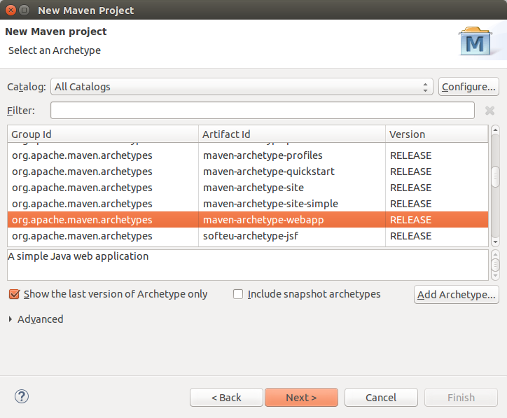 New Maven Project
New Maven project
Select an Archetype
M
Catalog: All Catalogs Configure...
Filter:
Group Id Artifact Id Version
org.apache.maven.archetypes maven-archetype-profiles RELEASE
org.apache.maven.archetypes maven-archetype-quickstart RELEASE
org.apache.maven.archetypes maven-archetype-site RELEASE
org.apache.maven.archetypes maven-archetype-site-simple RELEASE
org.apache.maven.archetypes maven-archetype-webapp RELEASE
org.apache.maven.archetypes softeu-archetype-jsf RELEASE
A simple Java web application
Show the last version of Archetype only Include snapshot archetypes Add Archetype...
Advanced
? < Back Next > Cancel Finish